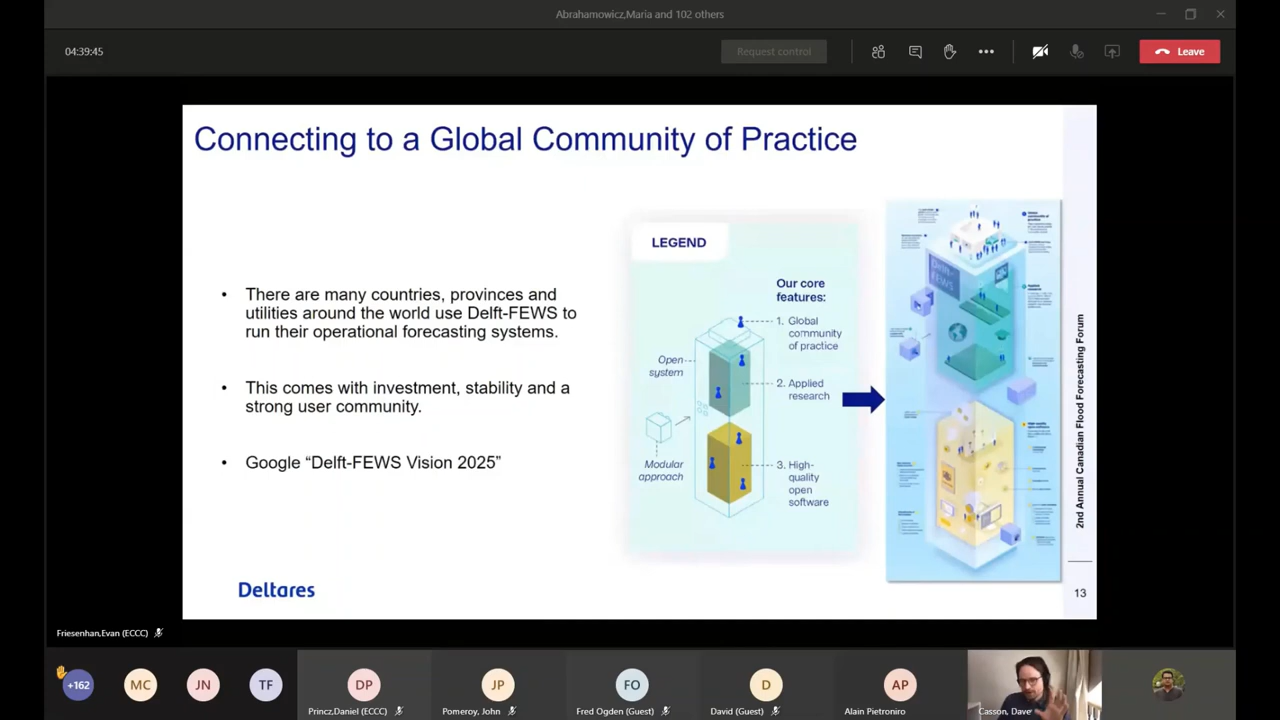 Abrahamowicz,Maria and 102 others
04:39:45
Request control
Leave
Connecting to a Global Community of Practice
• There are many countries, provinces and
utilities around the world use Delft-FEWS to
run their operational forecasting systems.
• This comes with investment, stability and a
strong user community.
• Google “Delft-FEWS Vision 2025”
LEGEND
Our core
features:
1. Global
community
of practice
Open
system
2. Applied
research
Modular
approach
3. High-
quality
open
software
Delft-
FEWS
2nd Annual Canadian Flood Forecasting Forum
Deltares
13
Friesenhan,Evan (ECCC)
+162
MC
JN
TF
DP
Princz,Daniel (ECCC)
JP
Pomeroy, John
FO
Fred Ogden (Guest)
D
David (Guest)
AP
Alain Pietroniro
Casson, Dave